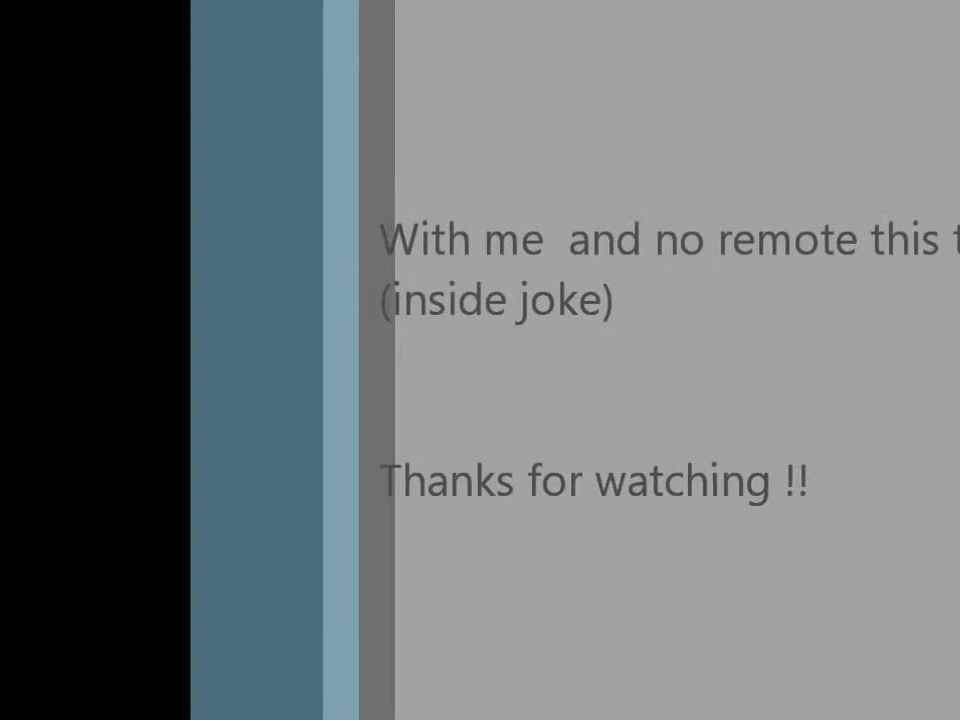 With me  and no remote this
(inside joke)
Thanks for watching !!